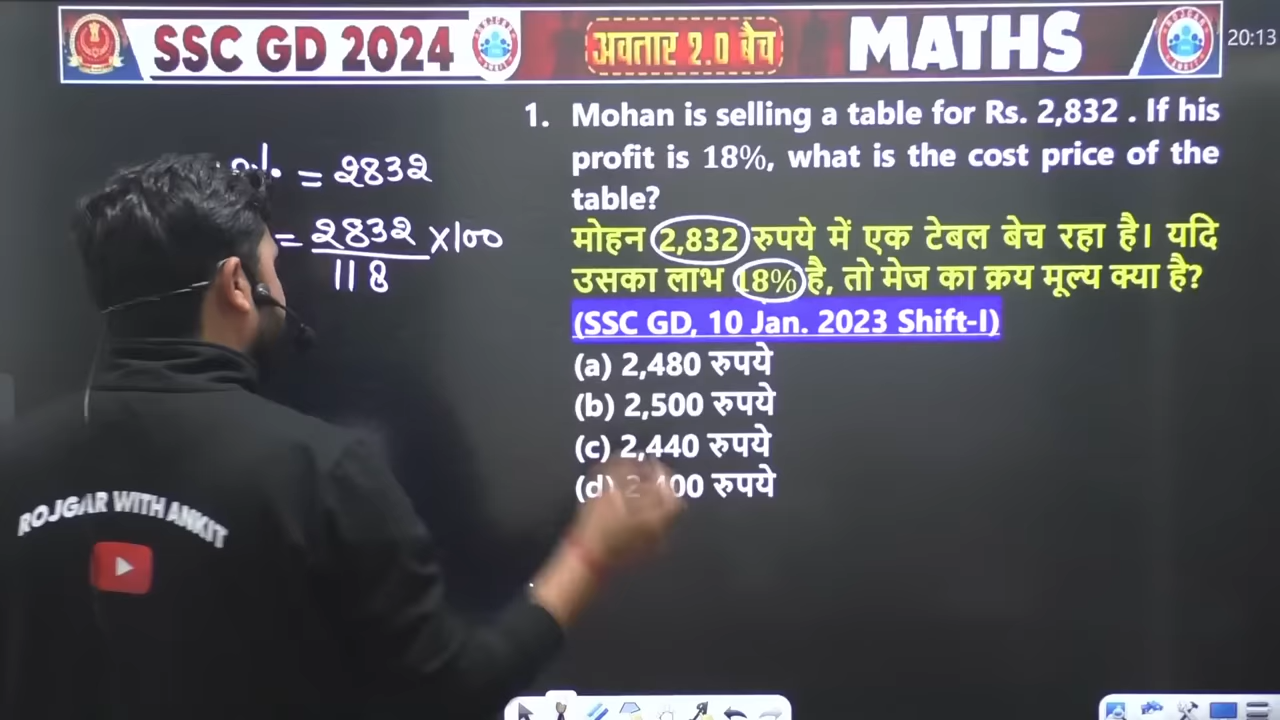 SSC GD 2024
अवतार 2.0 बैच
MATHS
20:13
% = 2832
= 2832 ×100
118
1. Mohan is selling a table for Rs. 2,832 . If his
profit is 18%, what is the cost price of the
table?
मोहन 2,832 रुपये में एक टेबल बेच रहा है। यदि
उसका लाभ 18% है, तो मेज का क्रय मूल्य क्या है?
(SSC GD, 10 Jan. 2023 Shift-I)
(a) 2,480 रुपये
(b) 2,500 रुपये
(c) 2,440 रुपये
(d) 2,400 रुपये
ROJGAR WITH ANKIT